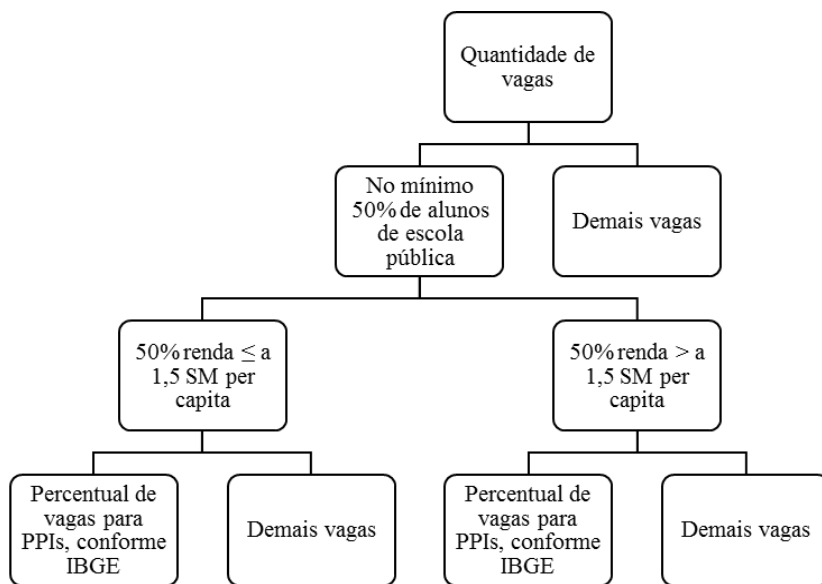 Quantidade de
vagas
No mínimo
50% de alunos
de escola
pública
Demais vagas
50% renda ≤ a
1,5 SM per
capita
50% renda > a
1,5 SM per
capita
Percentual de
vagas para
PPIs, conforme
IBGE
Demais vagas
Percentual de
vagas para
PPIs, conforme
IBGE
Demais vagas